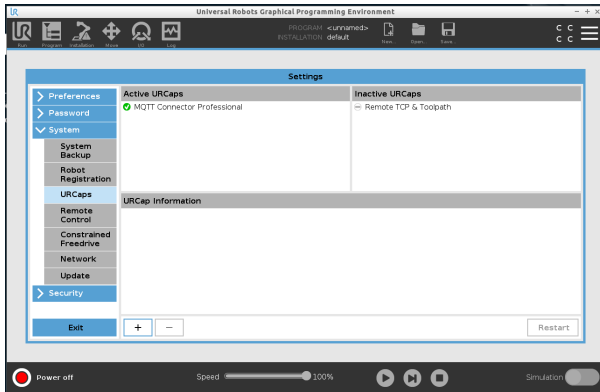 UR
Universal Robots Graphical Programming Environment
UR
Run
Program
Installation
Move
I/O
Log
PROGRAM <unnamed>
INSTALLATION default
New...
Open...
Save...
C C
C C
Settings
Preferences
Password
System
System
Backup
Robot
Registration
URCaps
Remote
Control
Constrained
Freedrive
Network
Update
Security
Exit
Active URCaps
MQTT Connector Professional
Inactive URCaps
Remote TCP & Toolpath
URCap Information
+
−
Restart
Power off
Speed
100%
Simulation